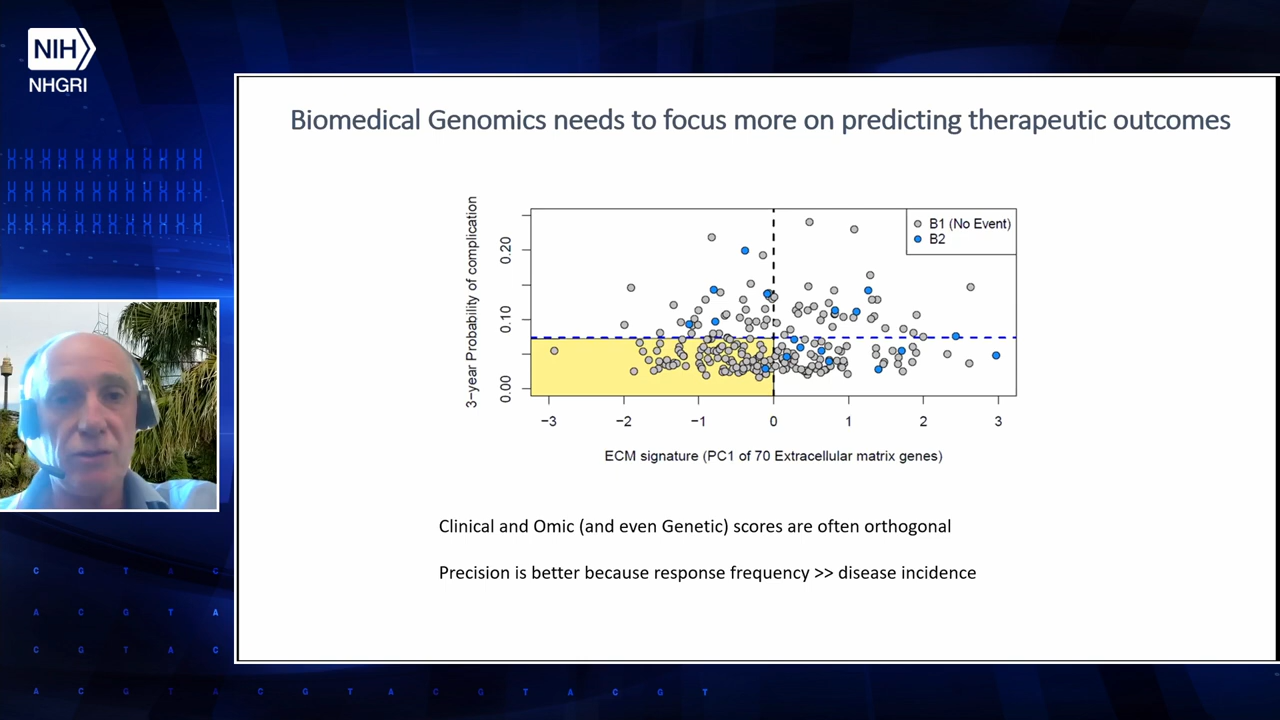 NIH
NHGRI
Biomedical Genomics needs to focus more on predicting therapeutic outcomes
3-year Probability of complication
0.20
0.10
0.00
B1 (No Event)
B2
−3
−2
−1
0
1
2
3
ECM signature (PC1 of 70 Extracellular matrix genes)
Clinical and Omic (and even Genetic) scores are often orthogonal
Precision is better because response frequency >> disease incidence
C G T A C
A C G T A
C G T A C
A C G T A C G T A C G T A C G T